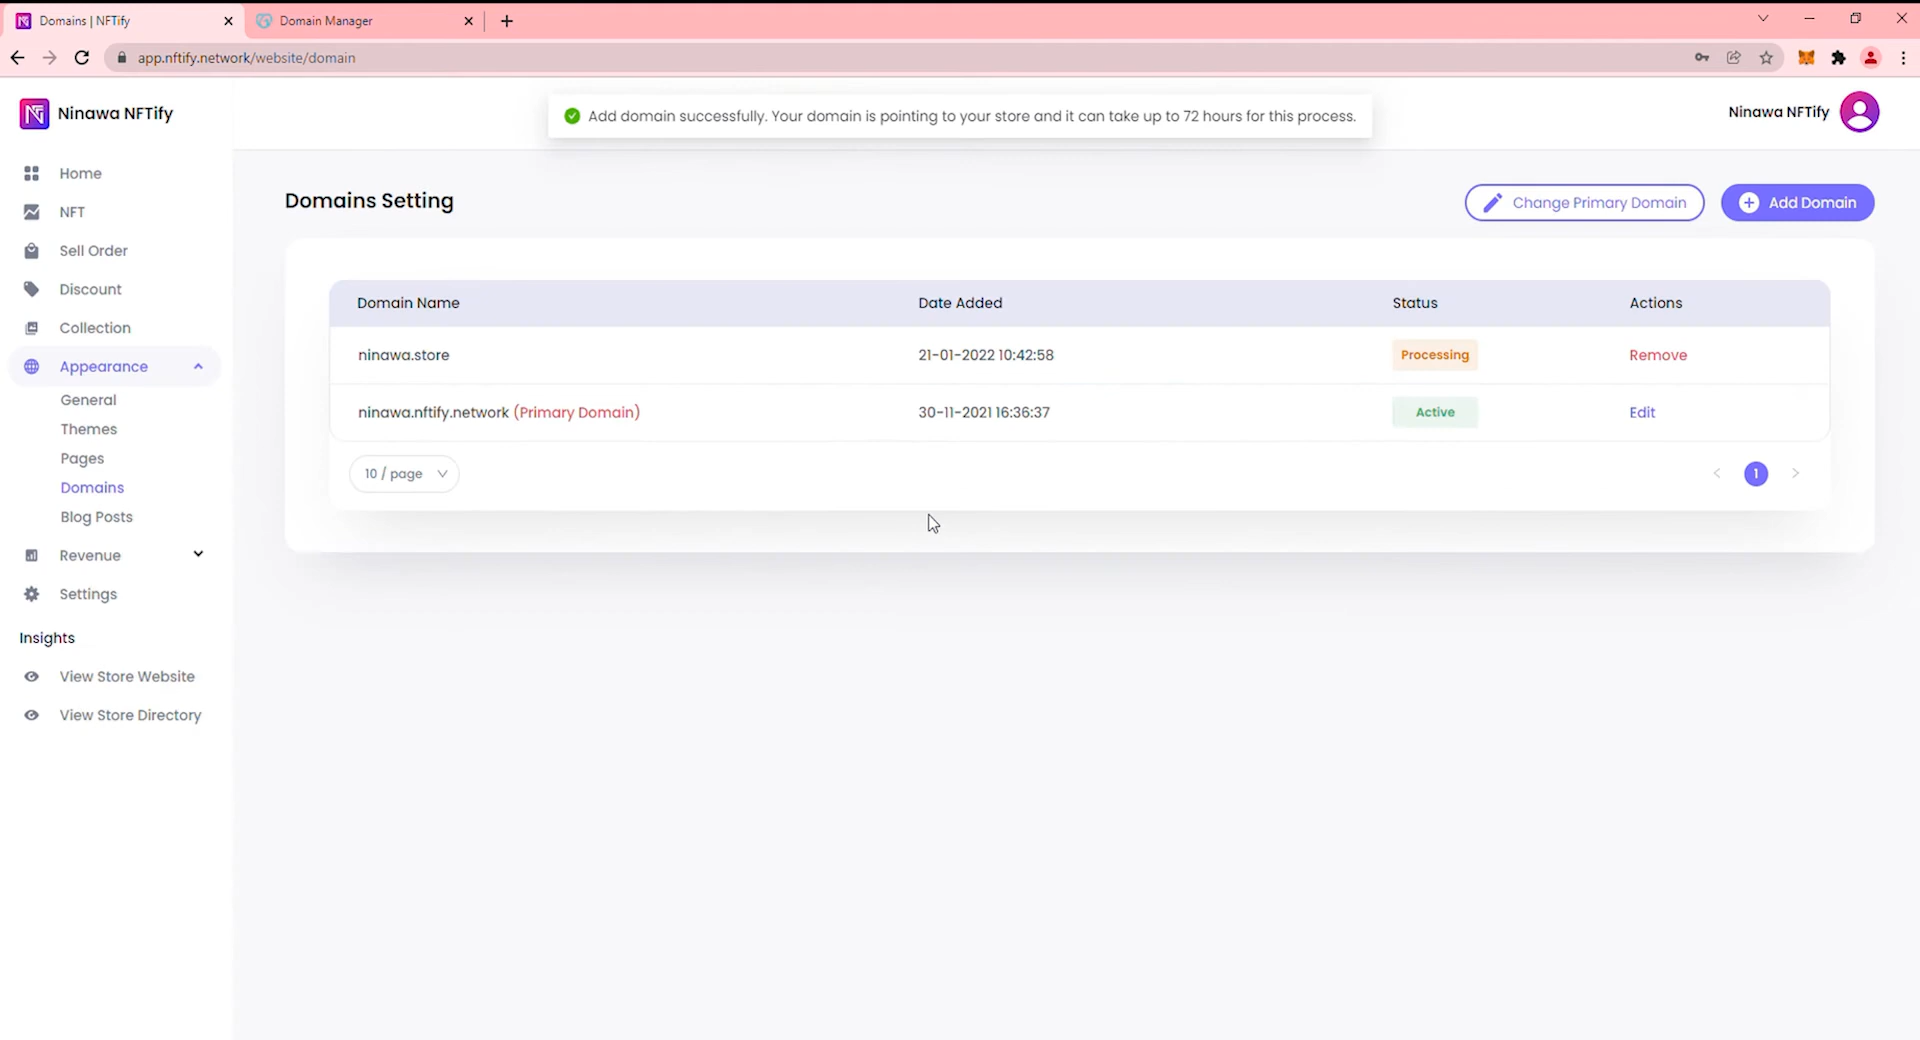 Domains | NFTify
Domain Manager
app.nftify.network/website/domain
Ninawa NFTify
Add domain successfully. Your domain is pointing to your store and it can take up to 72 hours for this process.
Ninawa NFTify
Home
NFT
Sell Order
Discount
Collection
Appearance
General
Themes
Pages
Domains
Blog Posts
Revenue
Settings
Insights
View Store Website
View Store Directory
Domains Setting
Change Primary Domain
Add Domain
Domain Name Date Added Status Actions
ninawa.store 21-01-2022 10:42:58 Processing Remove
ninawa.nftify.network (Primary Domain) 30-11-2021 16:36:37 Active Edit
10 / page
1